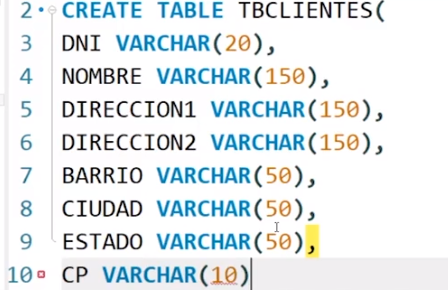 2 CREATE TABLE TBCLIENTES(
3 DNI VARCHAR(20),
4 NOMBRE VARCHAR(150),
5 DIRECCION1 VARCHAR(150),
6 DIRECCION2 VARCHAR(150),
7 BARRIO VARCHAR(50),
8 CIUDAD VARCHAR(50),
9 ESTADO VARCHAR(50),
10 CP VARCHAR(10)